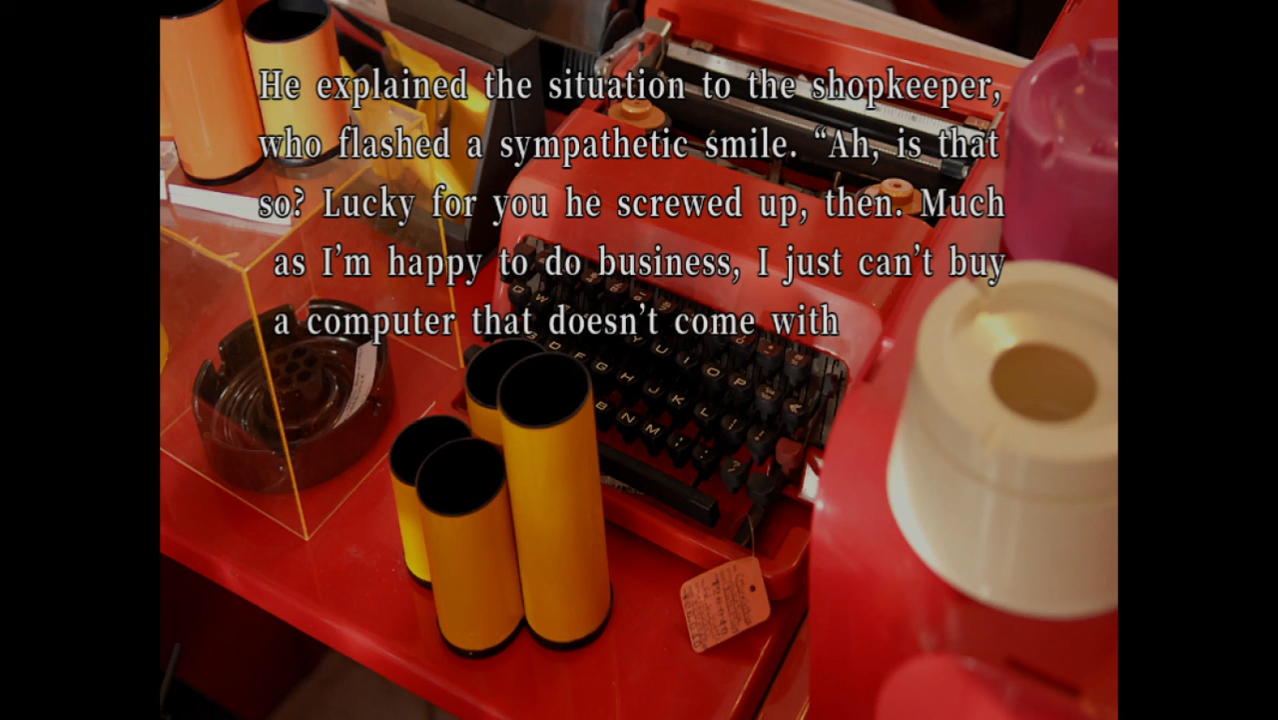 He explained the situation to the shopkeeper,
who flashed a sympathetic smile. “Ah, is that
so? Lucky for you he screwed up, then. Much
as I’m happy to do business, I just can’t buy
a computer that doesn’t come with